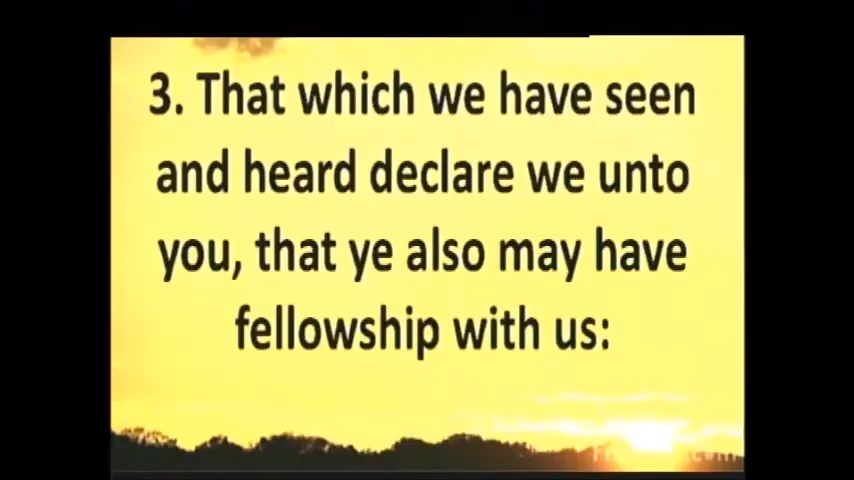 3. That which we have seen
and heard declare we unto
you, that ye also may have
fellowship with us: